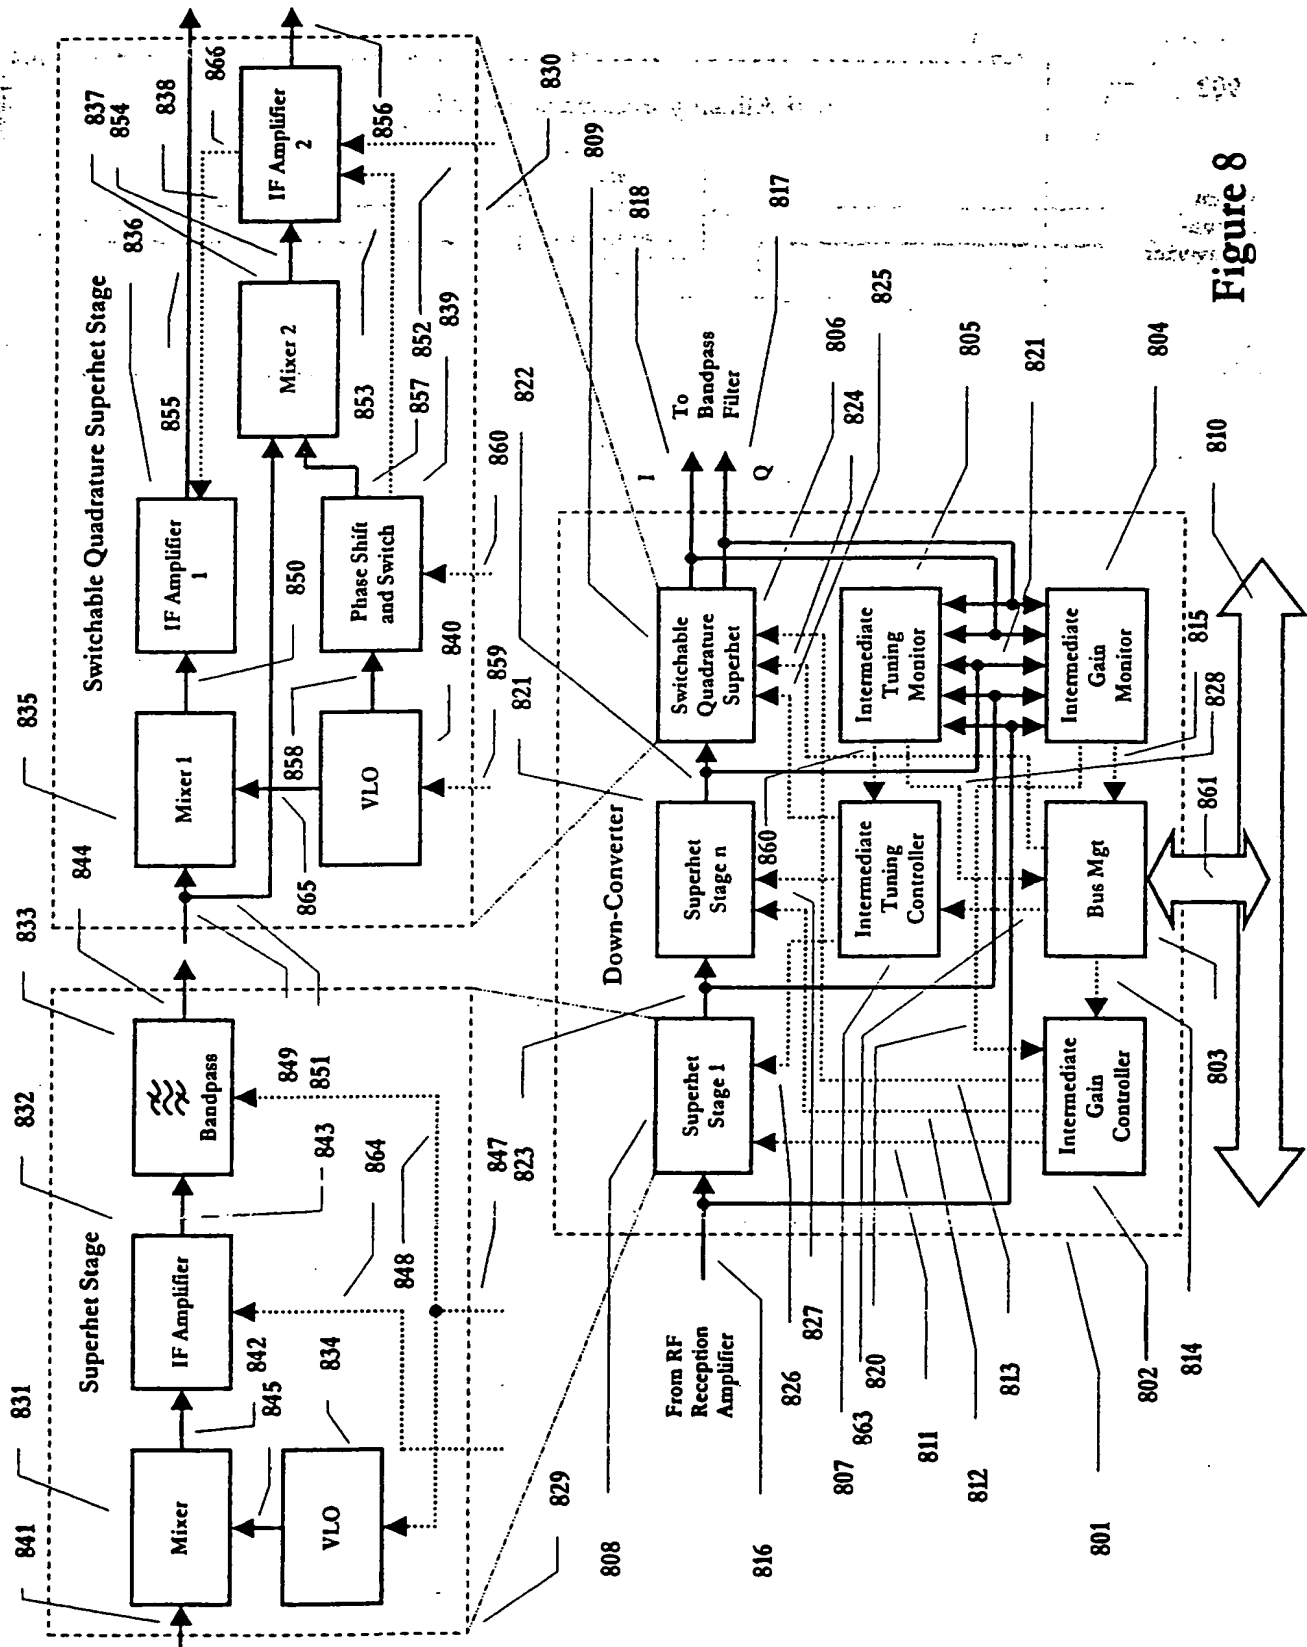 Superhet Stage
841
831
832
833
844
Mixer
IF Amplifier
Bandpass
VLO
845
842
834
843
864
848
849
851
847
829
Switchable Quadrature Superhet Stage
835
836
855
837
854
838
866
Mixer 1
IF Amplifier
1
Mixer 2
IF Amplifier
2
VLO
Phase Shift
and Switch
865
858
850
840
859
860
853
857
839
852
856
830
Down-Converter
808
823
821
822
809
818
817
From RF
Reception
Amplifier
816
Superhet
Stage 1
Superhet
Stage n
Switchable
Quadrature
Superhet
I
Q
To
Bandpass
Filter
Intermediate
Tuning
Controller
Intermediate
Tuning
Monitor
Intermediate
Gain
Controller
Bus Mgt
Intermediate
Gain
Monitor
826
827
860
824
825
806
805
821
804
807
863
820
811
812
813
801
802
814
803
861
828
815
810
Figure 8